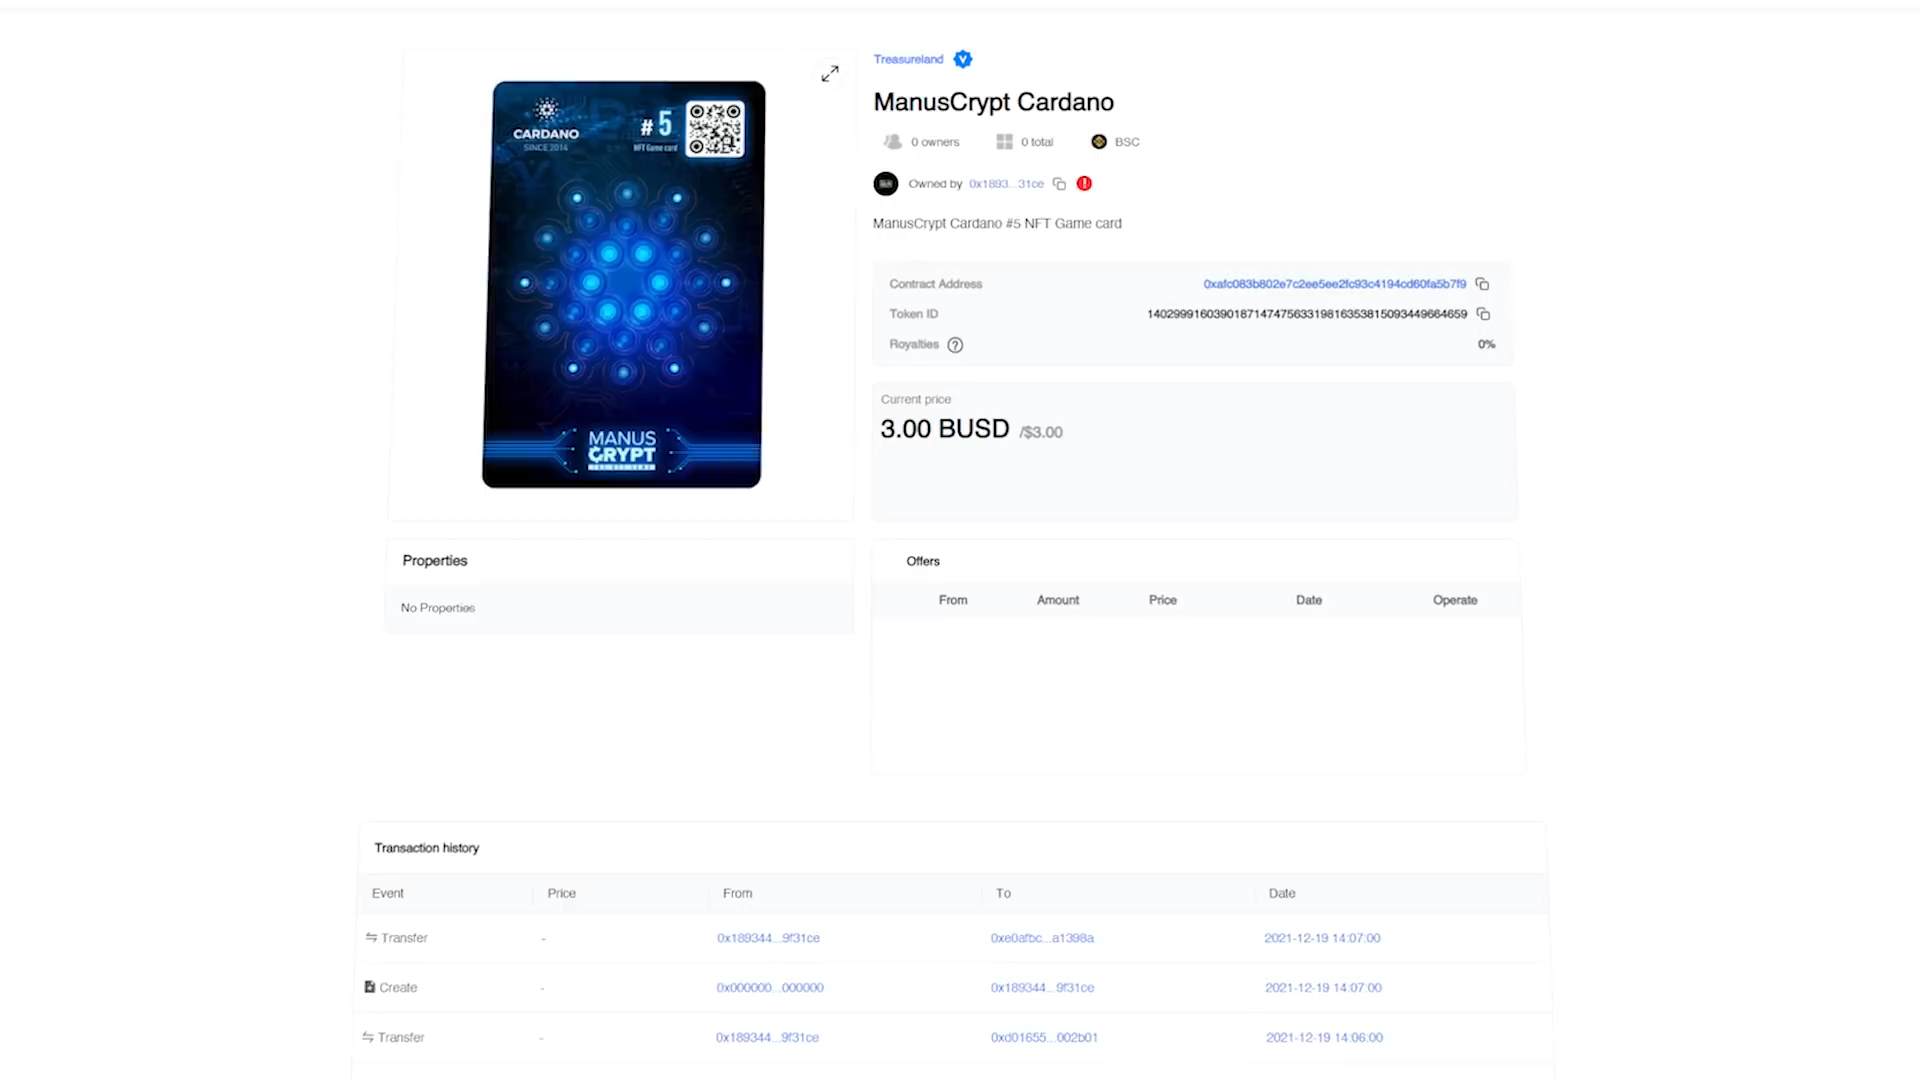 CARDANO
SINCE 2014
# 5
NFT Game card
MANUS
CRYPT
Treasureland
ManusCrypt Cardano
0 owners
0 total
BSC
Owned by 0x1893...31ce
ManusCrypt Cardano #5 NFT Game card
Contract Address 0xafc083b802e7c2ee5ee2fc93c4194cd60fa5b7f9
Token ID 14029991603901871474756331981635381509344966465​9
Royalties ? 0%
Current price
3.00 BUSD /$3.00
Properties
No Properties
Offers
From Amount Price Date Operate
Transaction history
Event Price From To Date
Transfer - 0x189344...9f31ce 0xe0afbc...a1398a 2021-12-19 14:07:00
Create - 0x000000...000000 0x189344...9f31ce 2021-12-19 14:07:00
Transfer - 0x189344...9f31ce 0xd01655...002b01 2021-12-19 14:06:00